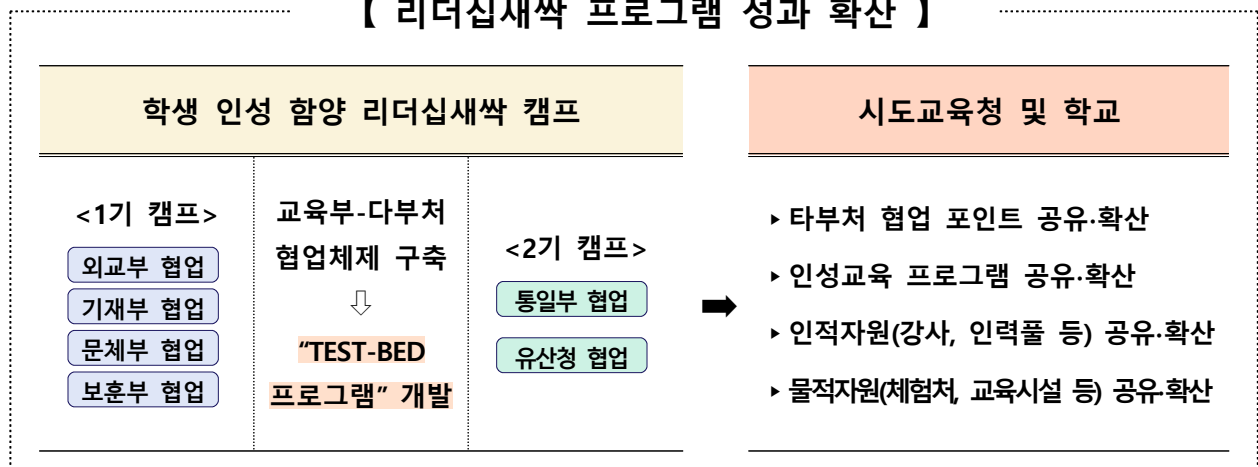 【 리더십새싹 프로그램 성과 확산 】
학생 인성 함양 리더십새싹 캠프
<1기 캠프>
외교부 협업
기재부 협업
문체부 협업
보훈부 협업
교육부-다부처
협업체제 구축
⇩
“TEST-BED
프로그램” 개발
<2기 캠프>
통일부 협업
유산청 협업
➡
시도교육청 및 학교
▸타부처 협업 포인트 공유·확산
▸인성교육 프로그램 공유·확산
▸인적자원(강사, 인력풀 등) 공유·확산
▸물적자원(체험처, 교육시설 등) 공유·확산